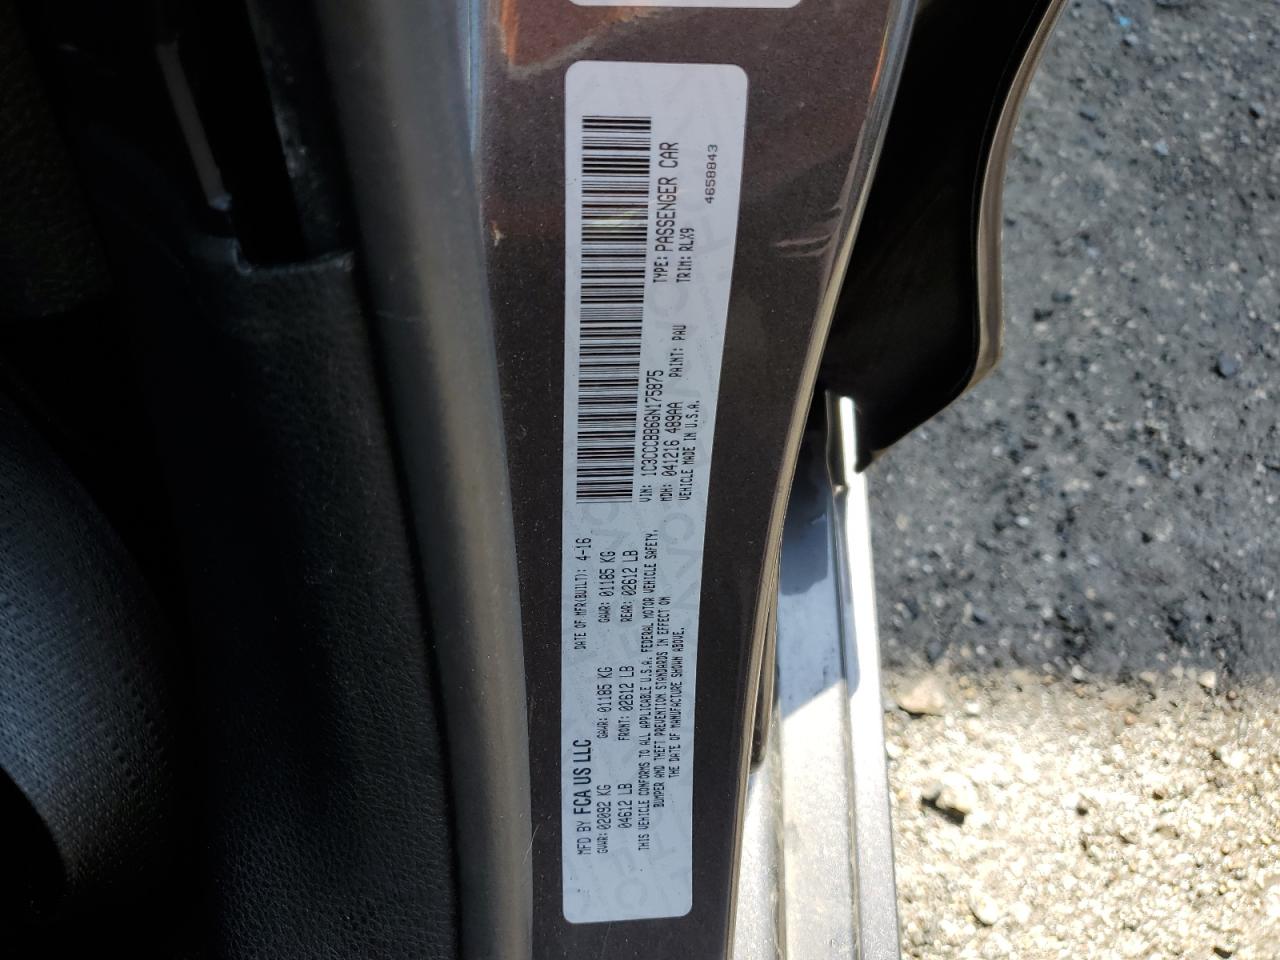 MFD BY FCA US LLC DATE OF MFR(BUILT): 4-16
GVWR: 02092 KG GAWR: 01185 KG GAWR: 01185 KG
04612 LB FRONT: 02612 LB REAR: 02612 LB
THIS VEHICLE CONFORMS TO ALL APPLICABLE U.S.A. FEDERAL MOTOR VEHICLE SAFETY,
BUMPER AND THEFT PREVENTION STANDARDS IN EFFECT ON
THE DATE OF MANUFACTURE SHOWN ABOVE.
VIN: 1C3CCCBB6GN175875 TYPE: PASSENGER CAR
MDH: 041216 489AA PAINT: PAU TRIM: RLX9
VEHICLE MADE IN U.S.A.
4658843